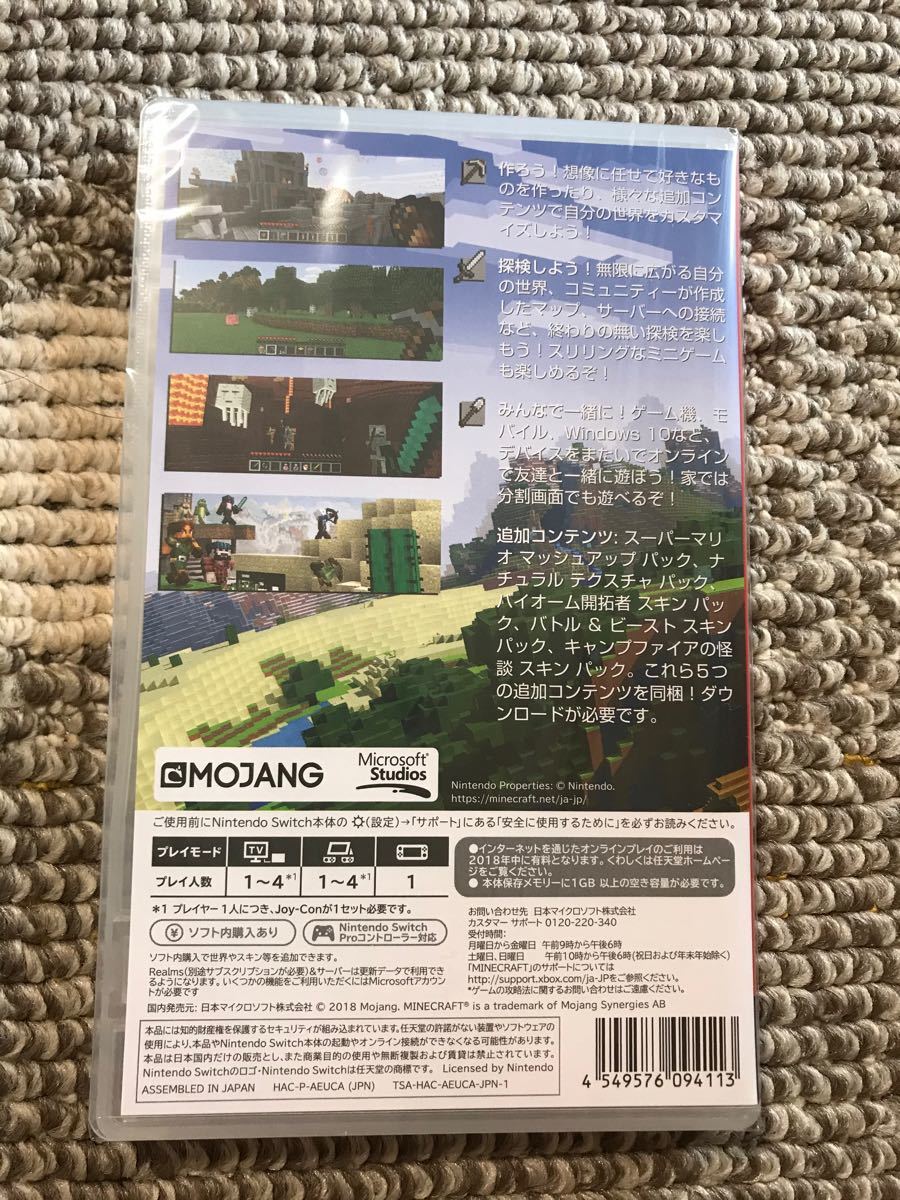 作ろう！想像に任せて好きなも
のを作ったり、様々な追加コン
テンツで自分の世界をカスタマ
イズしよう！
探検しよう！無限に広がる自分
の世界、コミュニティーが作成
したマップ、サーバーへの接続
など、終わりの無い探検を楽し
もう！スリリングなミニゲーム
も楽しめるぞ！
みんなで一緒に！ゲーム機、モ
バイル、Windows 10など、
デバイスをまたいでオンライン
で友達と一緒に遊ぼう！家では
分割画面でも遊べるぞ！
追加コンテンツ: スーパーマリ
オ マッシュアップ パック、ナ
チュラル テクスチャ パック、
バイオーム開拓者 スキン パッ
ク、バトル & ビースト スキン
パック、キャンプファイアの怪
談 スキン パック。これら5つ
の追加コンテンツを同梱！ダウ
ンロードが必要です。
MOJANG
Microsoft
Studios
Nintendo Properties: © Nintendo.
https://minecraft.net/ja-jp/
ご使用前にNintendo Switch本体の (設定)→「サポート」にある「安全に使用するために」を必ずお読みください。
プレイモード
TV
プレイ人数 1～4*1 1～4*1 1
●インターネットを通じたオンラインプレイのご利用は
2018年中に有料となります。くわしくは任天堂ホームペー
ジをご覧ください。
● 本体保存メモリーに1GB 以上の空き容量が必要です。
*1 プレイヤー 1人につき、Joy-Conが1セット必要です。
¥ ソフト内購入あり
Nintendo Switch
Proコントローラー対応
ソフト内購入で世界やスキン等を追加できます。
Realms(別途サブスクリプションが必要)&サーバーは更新データで利用でき
るようになります。いくつかの機能をご利用いただくにはMicrosoftアカウン
トが必要です
お問い合わせ先 日本マイクロソフト株式会社
カスタマー サポート 0120-220-340
受付時間:
月曜日から金曜日 午前9時から午後6時
土曜日、日曜日 午前10時から午後6時(祝日および年末年始除く)
「MINECRAFT」のサポートについては
http://support.xbox.com/ja-JPをご参照ください。
*ゲームの攻略法に関するお問い合わせはご遠慮ください。
国内発売元: 日本マイクロソフト株式会社 © 2018 Mojang. MINECRAFT® is a trademark of Mojang Synergies AB
本品には知的財産権を保護するセキュリティが組み込まれています。任天堂の許諾がない装置やソフトウェアの
使用により、本品やNintendo Switch本体の起動やオンライン接続ができなくなる可能性があります。
本品は日本国内だけの販売とし、また商業目的の使用や無断複製および賃貸は禁止されています。
Nintendo Switchのロゴ・Nintendo Switchは任天堂の商標です。 Licensed by Nintendo
ASSEMBLED IN JAPAN HAC-P-AEUCA (JPN) TSA-HAC-AEUCA-JPN-1
4 549576 094113